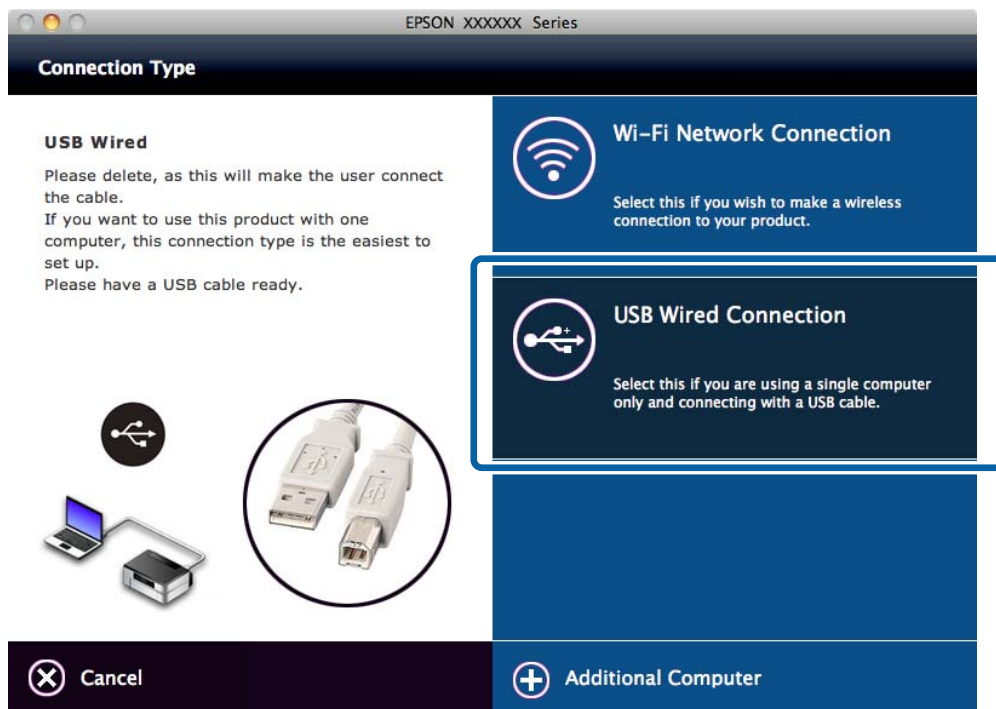 EPSON XXXXXX Series
Connection Type
USB Wired
Please delete, as this will make the user connect
the cable.
If you want to use this product with one
computer, this connection type is the easiest to
set up.
Please have a USB cable ready.
Wi-Fi Network Connection
Select this if you wish to make a wireless
connection to your product.
USB Wired Connection
Select this if you are using a single computer
only and connecting with a USB cable.
Cancel
Additional Computer